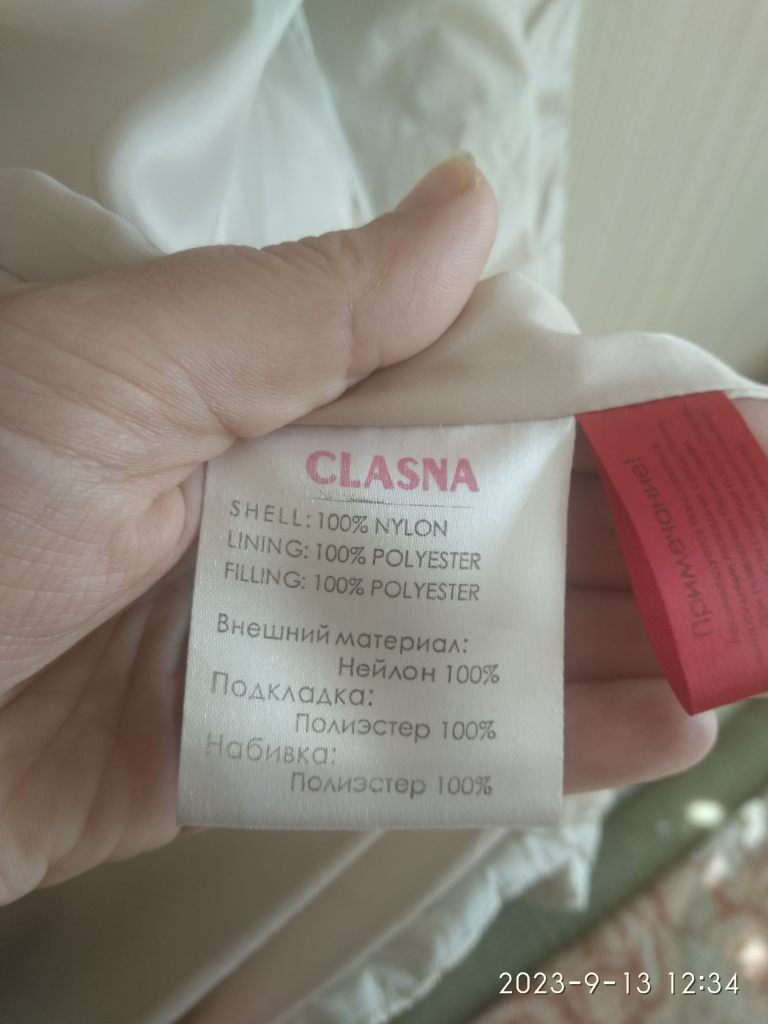 CLASNA
SHELL: 100% NYLON
LINING: 100% POLYESTER
FILLING: 100% POLYESTER
Внешний материал:
Нейлон 100%
Подкладка:
Полиэстер 100%
Набивка:
Полиэстер 100%
Примечание!
2023-9-13 12:34